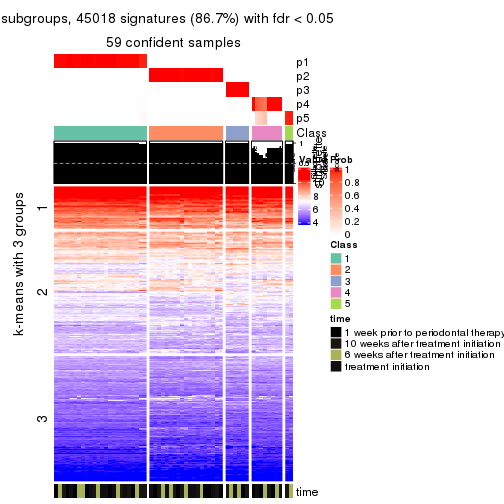 subgroups, 45018 signatures (86.7%) with fdr < 0.05
59 confident samples
p1
p2
p3
p4
p5
Class
1
0.5
Value
Prob
8
6
4
1
0.8
0.6
0.4
0.2
0
Class
1
2
3
4
5
time
1 week prior to periodontal therapy
10 weeks after treatment initiation
6 weeks after treatment initiation
treatment initiation
k-means with 3 groups
1
2
3
time